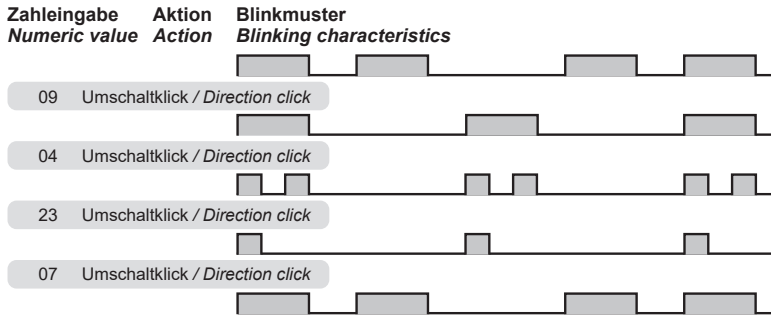 Zahleingabe Aktion Blinkmuster
Numeric value Action Blinking characteristics
09 Umschaltklick / Direction click
04 Umschaltklick / Direction click
23 Umschaltklick / Direction click
07 Umschaltklick / Direction click